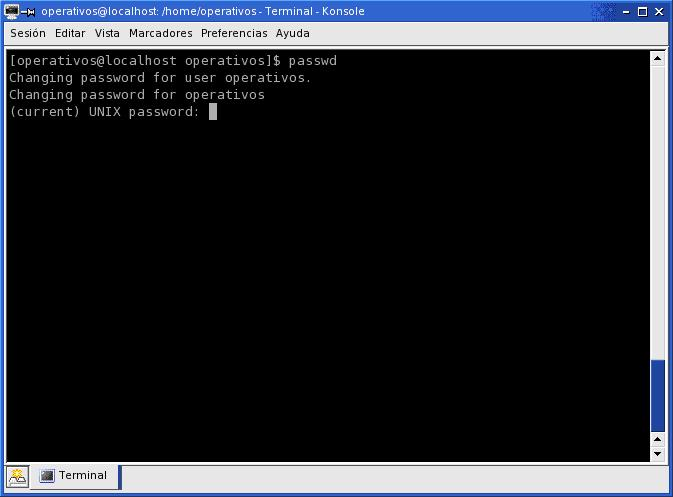 operativos@localhost: /home/operativos - Terminal - Konsole
Sesión Editar Vista Marcadores Preferencias Ayuda
[operativos@localhost operativos]$ passwd
Changing password for user operativos.
Changing password for operativos
(current) UNIX password:
Terminal